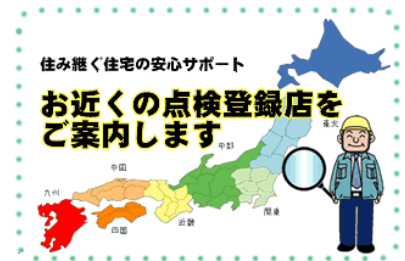 住み継ぐ住宅の安心サポート
お近くの点検登録店を
ご案内します
東北
中部
中国
九州
関東
近畿
四国